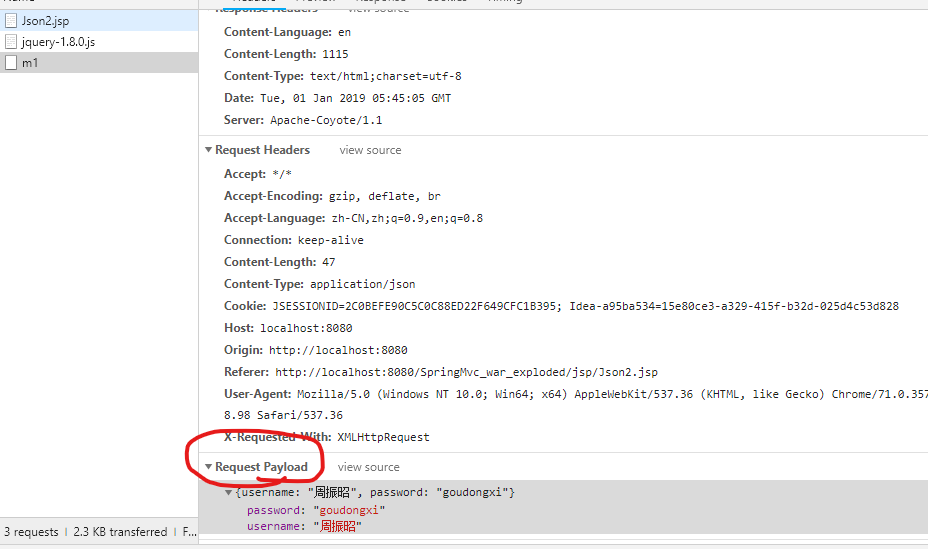 Json2.jsp
jquery-1.8.0.js
m1
3 requests | 2.3 KB transferred | F...
Response Headers view source
Content-Language: en
Content-Length: 1115
Content-Type: text/html;charset=utf-8
Date: Tue, 01 Jan 2019 05:45:05 GMT
Server: Apache-Coyote/1.1
Request Headers view source
Accept: */*
Accept-Encoding: gzip, deflate, br
Accept-Language: zh-CN,zh;q=0.9,en;q=0.8
Connection: keep-alive
Content-Length: 47
Content-Type: application/json
Cookie: JSESSIONID=2C0BEFE90C5C0C88ED22F649CFC1B395; Idea-a95ba534=15e80ce3-a329-415f-b32d-025d4c53d828
Host: localhost:8080
Origin: http://localhost:8080
Referer: http://localhost:8080/SpringMvc_war_exploded/jsp/Json2.jsp
User-Agent: Mozilla/5.0 (Windows NT 10.0; Win64; x64) AppleWebKit/537.36 (KHTML, like Gecko) Chrome/71.0.357
8.98 Safari/537.36
X-Requested-With: XMLHttpRequest
Request Payload view source
{username: "周振昭", password: "goudongxi"}
password: "goudongxi"
username: "周振昭"